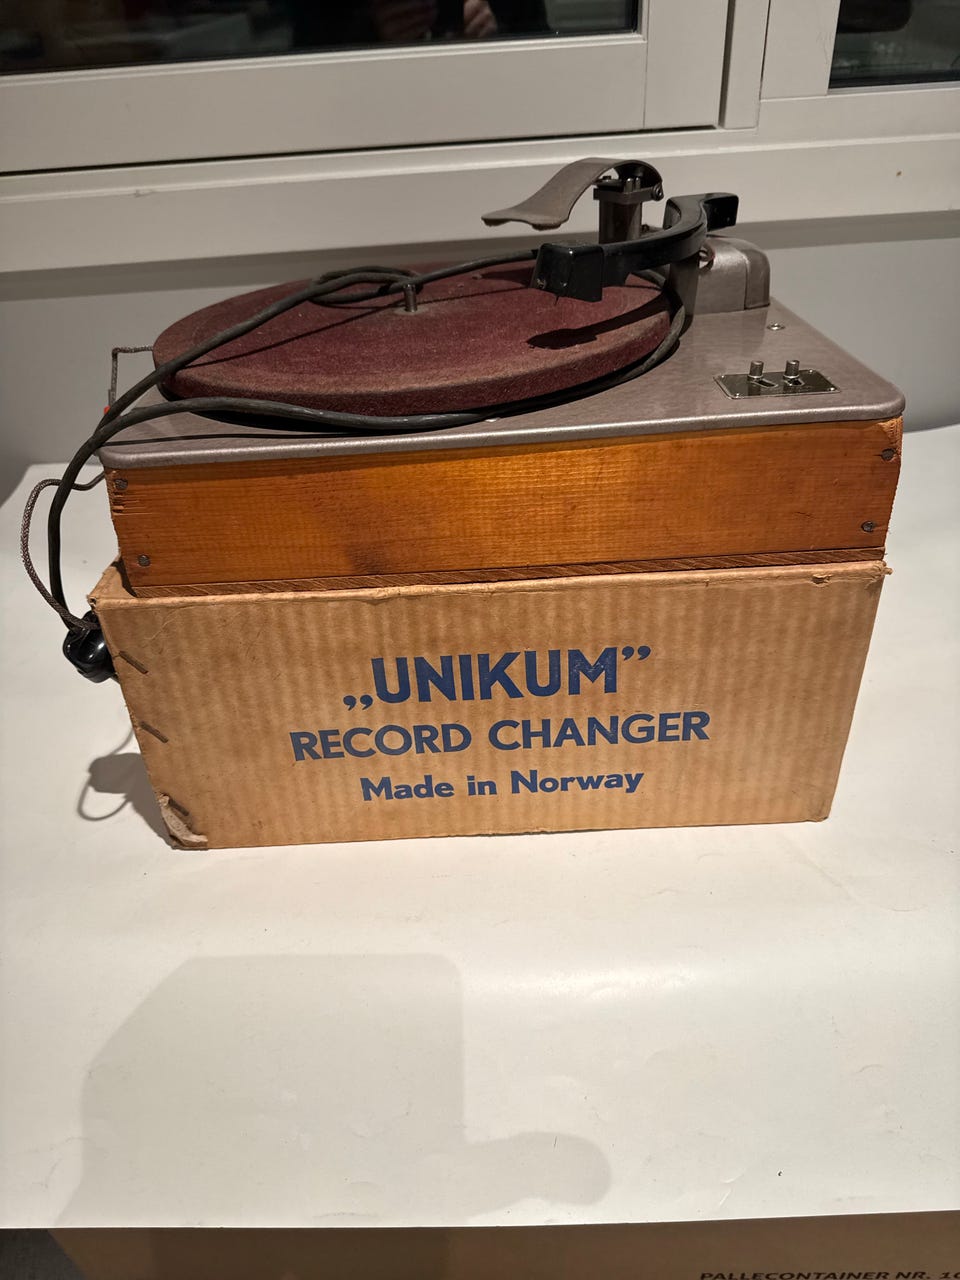 „UNIKUM”
RECORD CHANGER
Made in Norway
PALLECONTAINER NR.